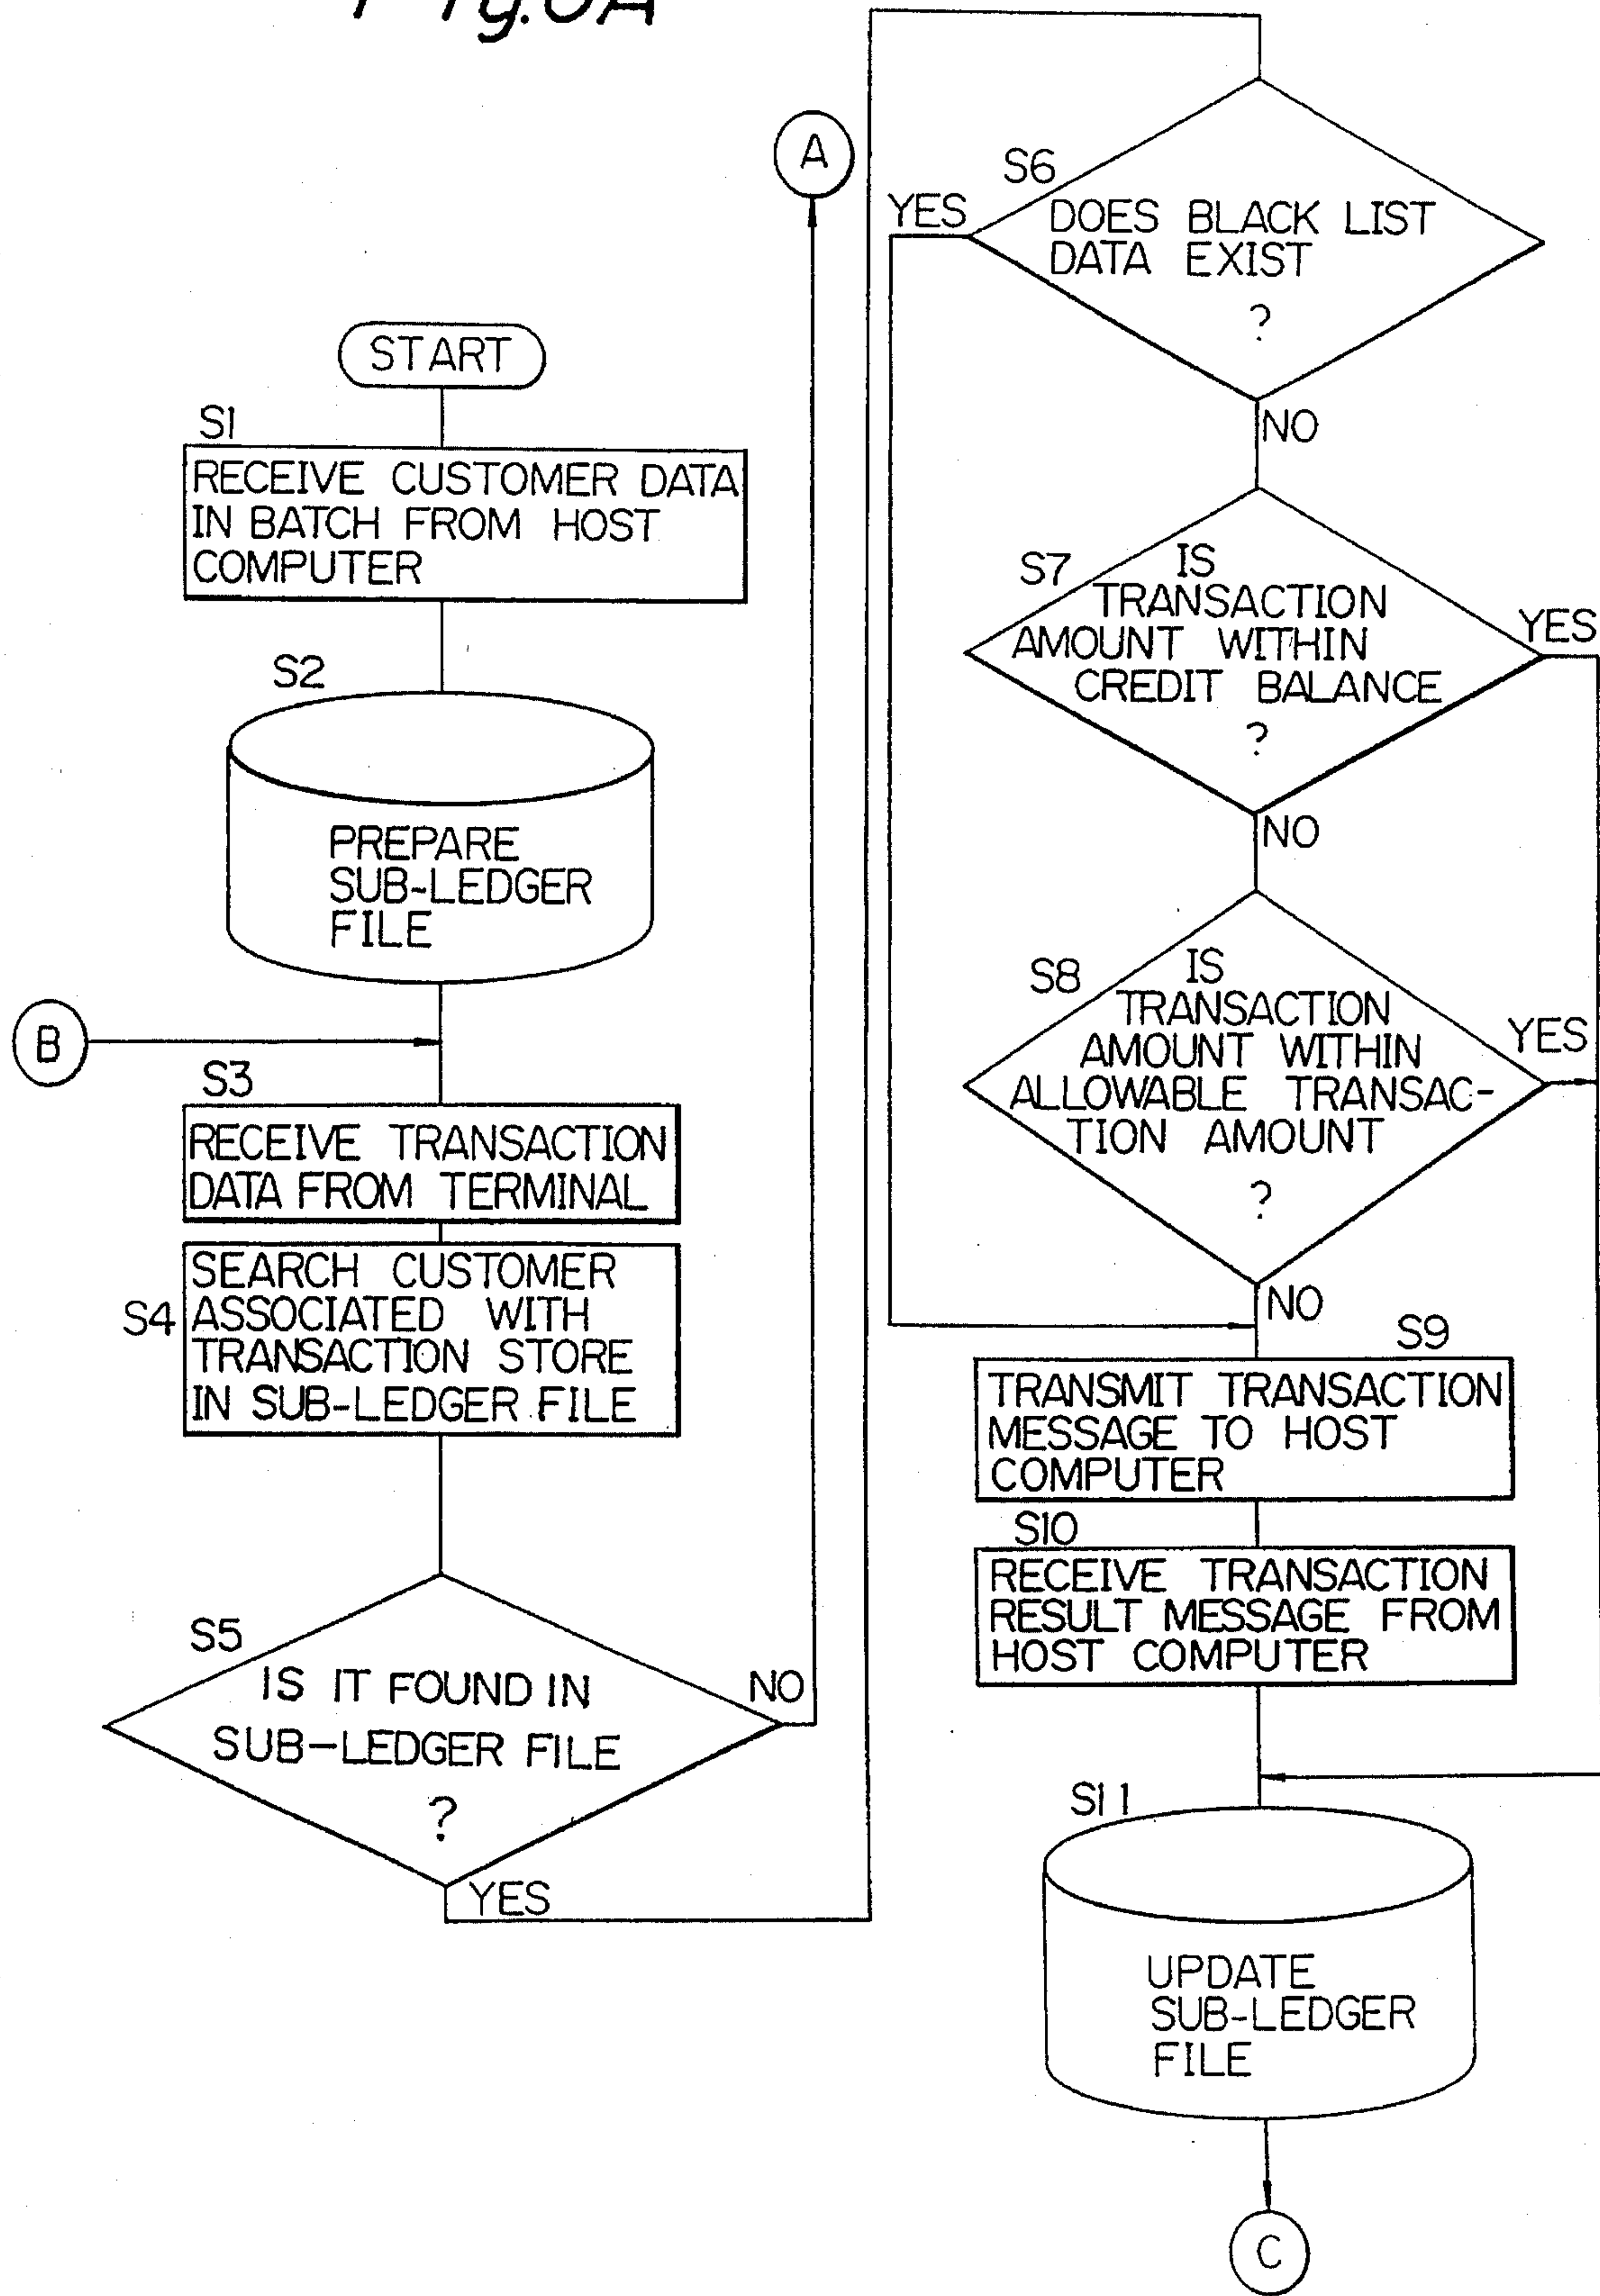 A
START
S1
RECEIVE CUSTOMER DATA
IN BATCH FROM HOST
COMPUTER
S2
PREPARE
SUB-LEDGER
FILE
B
S3
RECEIVE TRANSACTION
DATA FROM TERMINAL
S4
SEARCH CUSTOMER
ASSOCIATED WITH
TRANSACTION STORE
IN SUB-LEDGER FILE
S5
IS IT FOUND IN
SUB-LEDGER FILE
?
NO
YES
S6
YES
DOES BLACK LIST
DATA EXIST
?
NO
S7
IS
TRANSACTION
AMOUNT WITHIN
CREDIT BALANCE
?
YES
NO
S8
IS
TRANSACTION
AMOUNT WITHIN
ALLOWABLE TRANSAC-
TION AMOUNT
?
YES
NO
S9
TRANSMIT TRANSACTION
MESSAGE TO HOST
COMPUTER
S10
RECEIVE TRANSACTION
RESULT MESSAGE FROM
HOST COMPUTER
S11
UPDATE
SUB-LEDGER
FILE
C